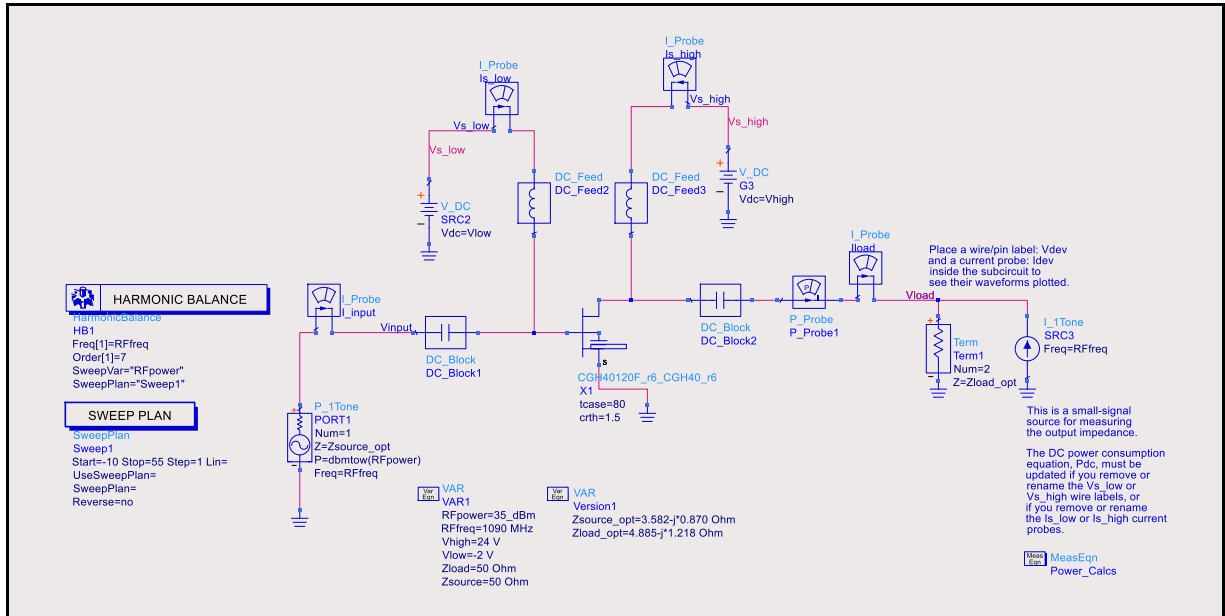 I_Probe
Is_low
Vs_low
Vs_low
V_DC
SRC2
Vdc=Vlow
DC_Feed
DC_Feed2
I_Probe
Is_high
Vs_high
Vs_high
DC_Feed
DC_Feed3
V_DC
G3
Vdc=Vhigh
HARMONIC BALANCE
HarmonicBalance
HB1
Freq[1]=RFfreq
Order[1]=7
SweepVar="RFpower"
SweepPlan="Sweep1"
SWEEP PLAN
SweepPlan
Sweep1
Start=-10 Stop=55 Step=1 Lin=
UseSweepPlan=
SweepPlan=
Reverse=no
I_Probe
I_input
Vinput
DC_Block
DC_Block1
P_1Tone
PORT1
Num=1
Z=Zsource_opt
P=dbmtow(RFpower)
Freq=RFfreq
S
CGH40120F_r6_CGH40_r6
X1
tcase=80
crth=1.5
DC_Block
DC_Block2
P
P_Probe
P_Probe1
I_Probe
Iload
Vload
Place a wire/pin label: Vdev
and a current probe: Idev
inside the subcircuit to
see their waveforms plotted.
Term
Term1
Num=2
Z=Zload_opt
I_1Tone
SRC3
Freq=RFfreq
Var
Eqn
VAR
VAR1
RFpower=35_dBm
RFfreq=1090 MHz
Vhigh=24 V
Vlow=-2 V
Zload=50 Ohm
Zsource=50 Ohm
Var
Eqn
VAR
Version1
Zsource_opt=3.582-j*0.870 Ohm
Zload_opt=4.885-j*1.218 Ohm
This is a small-signal
source for measuring
the output impedance.
The DC power consumption
equation, Pdc, must be
updated if you remove or
rename the Vs_low or
Vs_high wire labels, or
if you remove or rename
the Is_low or Is_high current
probes.
Meas
Eqn
MeasEqn
Power_Calcs